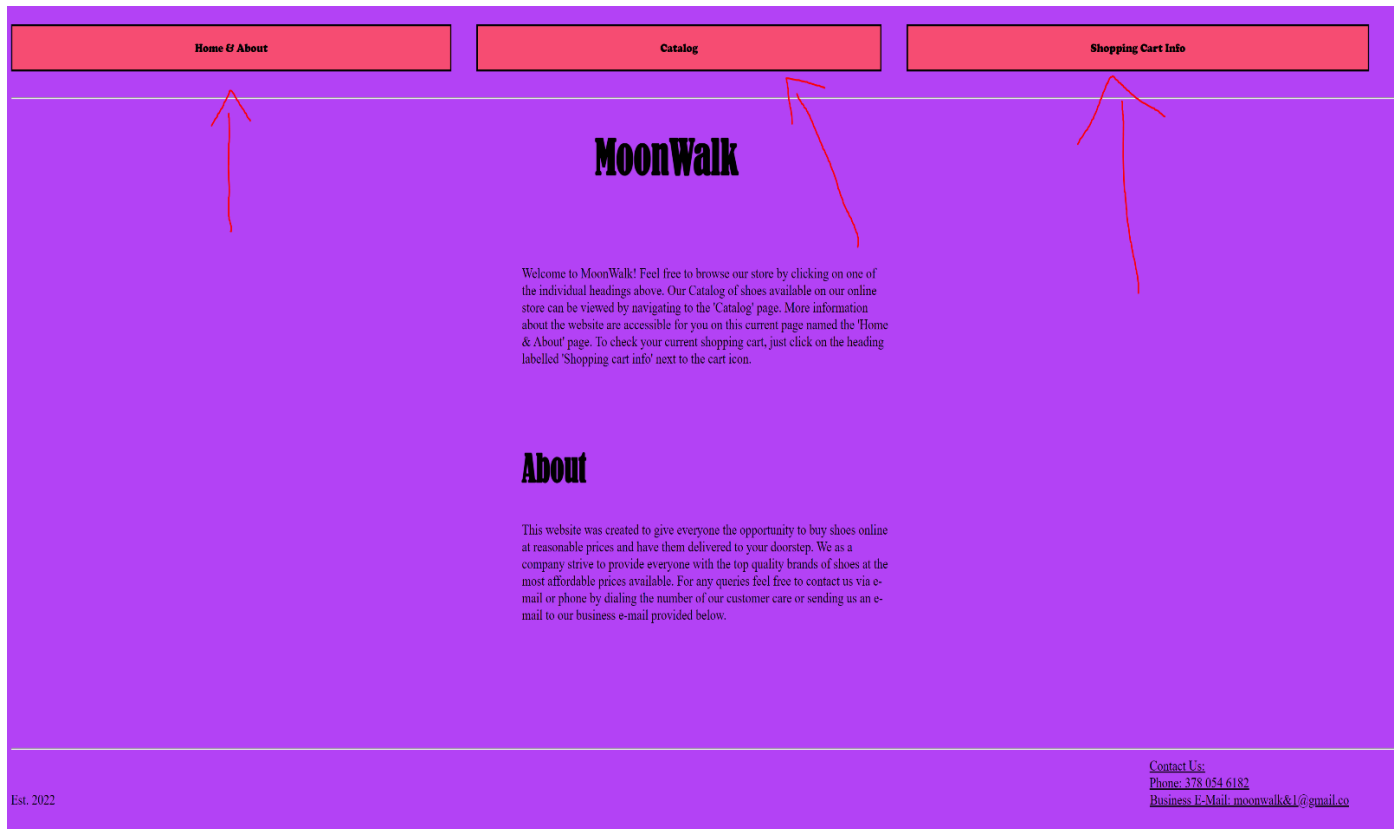 Home & About
Catalog
Shopping Cart Info
MoonWalk
Welcome to MoonWalk! Feel free to browse our store by clicking on one of
the individual headings above. Our Catalog of shoes available on our online
store can be viewed by navigating to the 'Catalog' page. More information
about the website are accessible for you on this current page named the 'Home
& About' page. To check your current shopping cart, just click on the heading
labelled 'Shopping cart info' next to the cart icon.
About
This website was created to give everyone the opportunity to buy shoes online
at reasonable prices and have them delivered to your doorstep. We as a
company strive to provide everyone with the top quality brands of shoes at the
most affordable prices available. For any queries feel free to contact us via e-
mail or phone by dialing the number of our customer care or sending us an e-
mail to our business e-mail provided below.
Contact Us:
Phone: 378 054 6182
Est. 2022
Business E-Mail: moonwalk&1@gmail.co